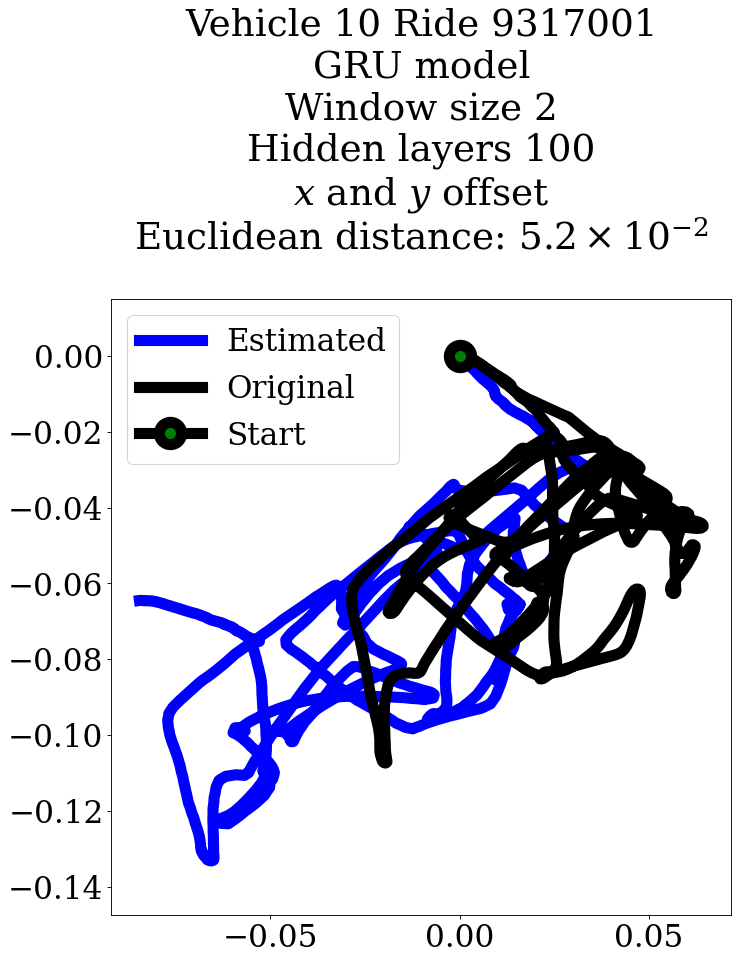 Vehicle 10 Ride 9317001
GRU model
Window size 2
Hidden layers 100
x and y offset
Euclidean distance: 5.2 × 10⁻²
Estimated
Original
Start
0.00
−0.02
−0.04
−0.06
−0.08
−0.10
−0.12
−0.14
−0.05 0.00 0.05